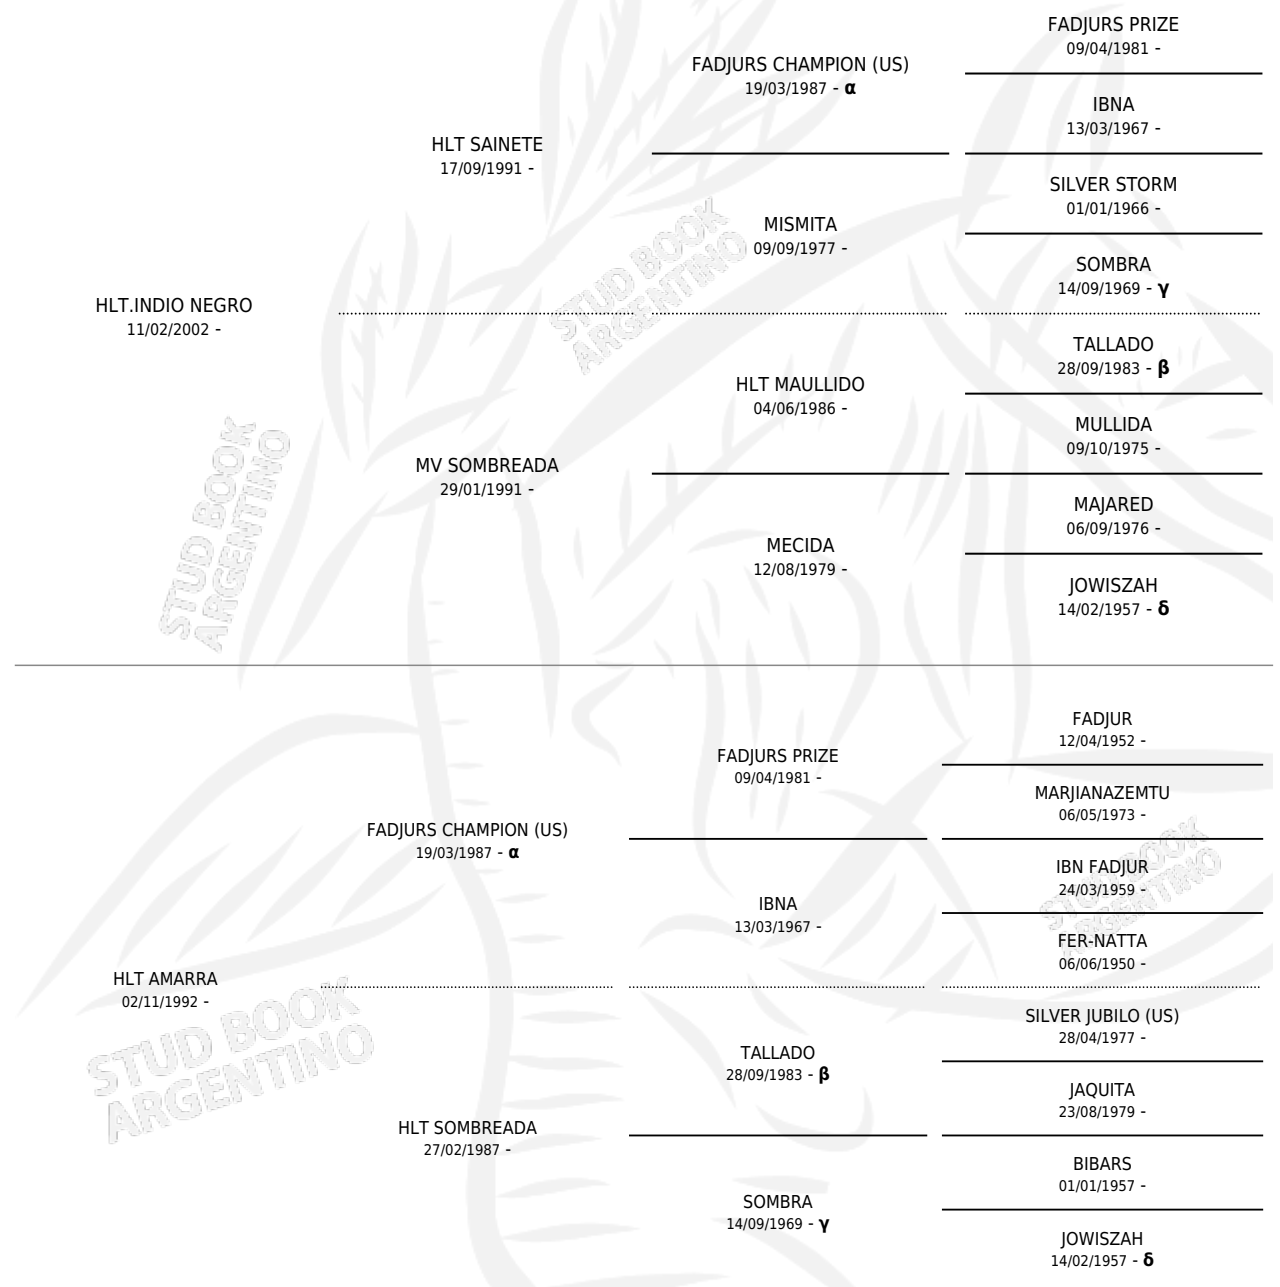 FADJURS PRIZE
09/04/1981 -
FADJURS CHAMPION (US)
19/03/1987 - α
IBNA
13/03/1967 -
HLT SAINETE
17/09/1991 -
SILVER STORM
01/01/1966 -
MISMITA
09/09/1977 -
SOMBRA
14/09/1969 - γ
HLT.INDIO NEGRO
11/02/2002 -
TALLADO
28/09/1983 - β
HLT MAULLIDO
04/06/1986 -
MULLIDA
09/10/1975 -
MV SOMBREADA
29/01/1991 -
MAJARED
06/09/1976 -
MECIDA
12/08/1979 -
JOWISZAH
14/02/1957 - δ
STUD BOOK
ARGENTINO
STUD BOOK
ARGENTINO
FADJUR
12/04/1952 -
FADJURS PRIZE
09/04/1981 -
MARJIANAZEMTU
06/05/1973 -
FADJURS CHAMPION (US)
19/03/1987 - α
IBN FADJUR
24/03/1959 -
IBNA
13/03/1967 -
FER-NATTA
06/06/1950 -
HLT AMARRA
02/11/1992 -
SILVER JUBILO (US)
28/04/1977 -
TALLADO
28/09/1983 - β
JAQUITA
23/08/1979 -
HLT SOMBREADA
27/02/1987 -
BIBARS
01/01/1957 -
SOMBRA
14/09/1969 - γ
JOWISZAH
14/02/1957 - δ
STUD BOOK
ARGENTINO
STUD BOOK
ARGENTINO